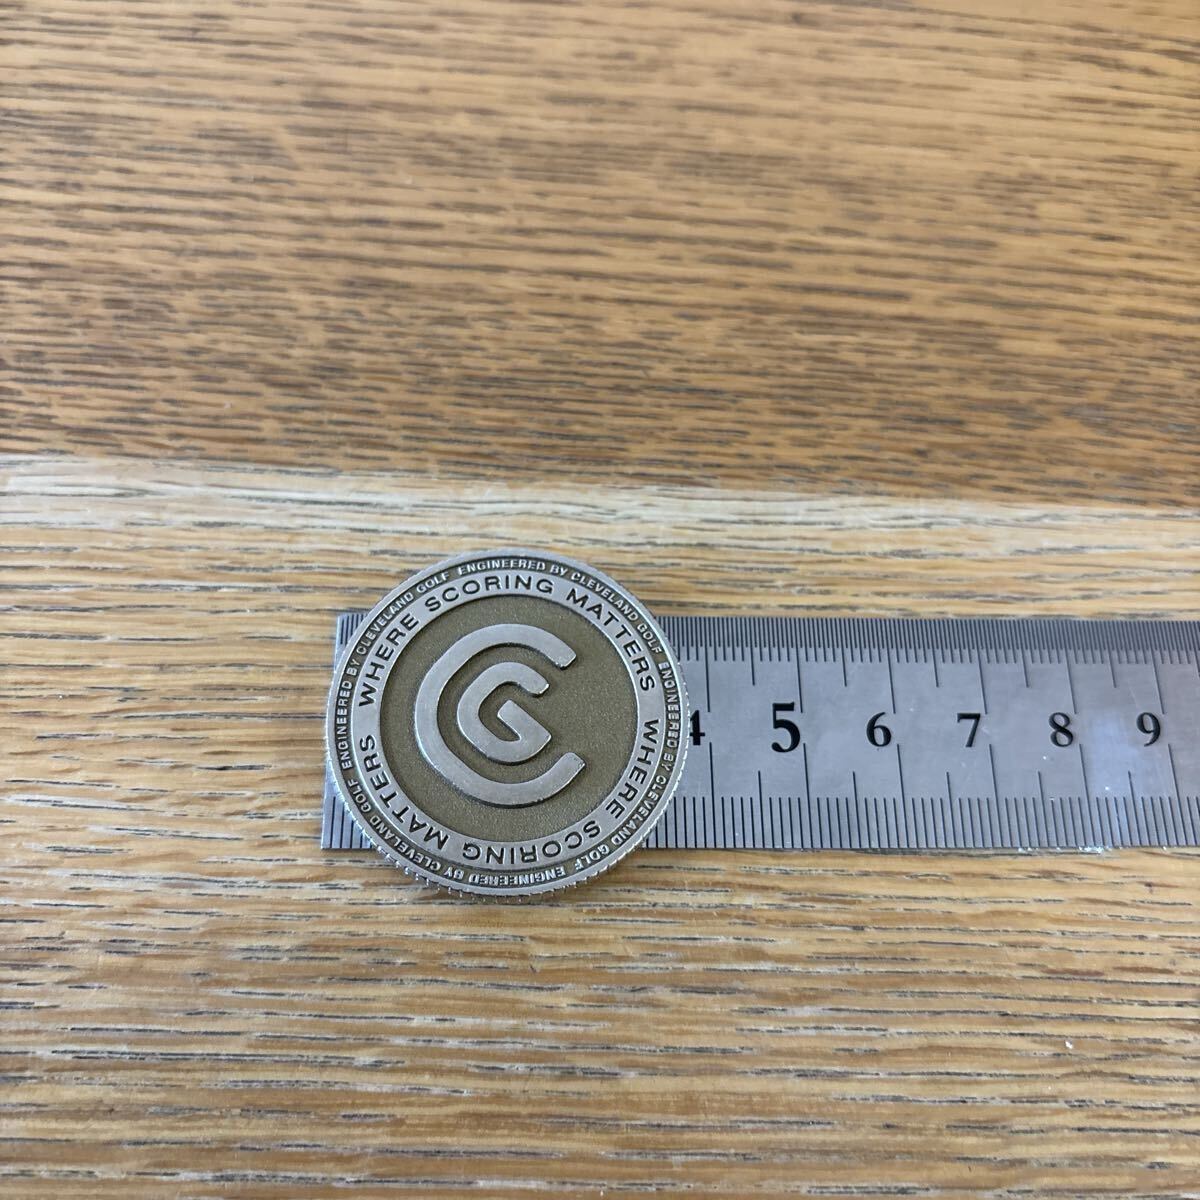 ENGINEERED BY CLEVELAND GOLF ENGINEERED BY CLEVELAND GOLF ENGINEERED BY CLEVELAND GOLF ENGINEERED BY CLEVELAND GOLF
WHERE SCORING MATTERS WHERE SCORING MATTERS
CG
4 5 6 7 8 9